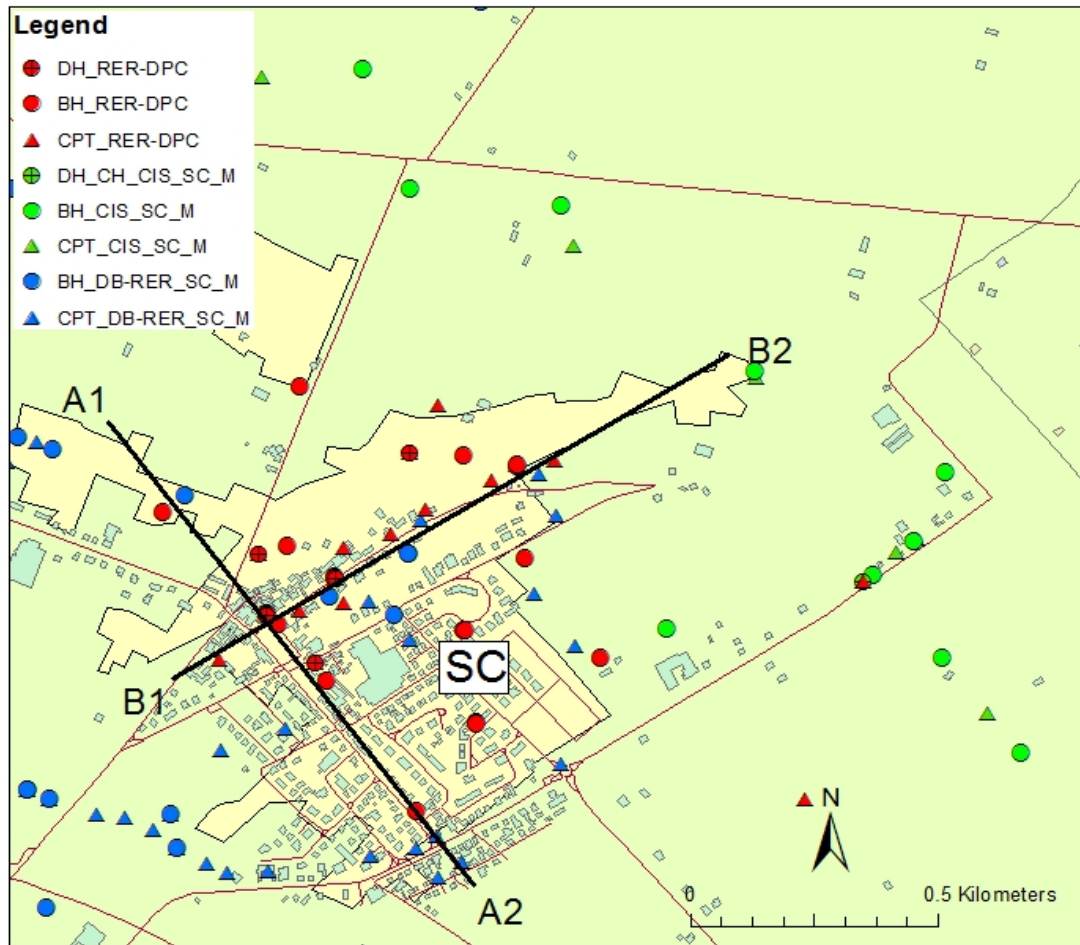 Legend
DH_RER-DPC
BH_RER-DPC
CPT_RER-DPC
DH_CH_CIS_SC_M
BH_CIS_SC_M
CPT_CIS_SC_M
BH_DB-RER_SC_M
CPT_DB-RER_SC_M
B2
A1
SC
B1
N
0 0.5 Kilometers
A2